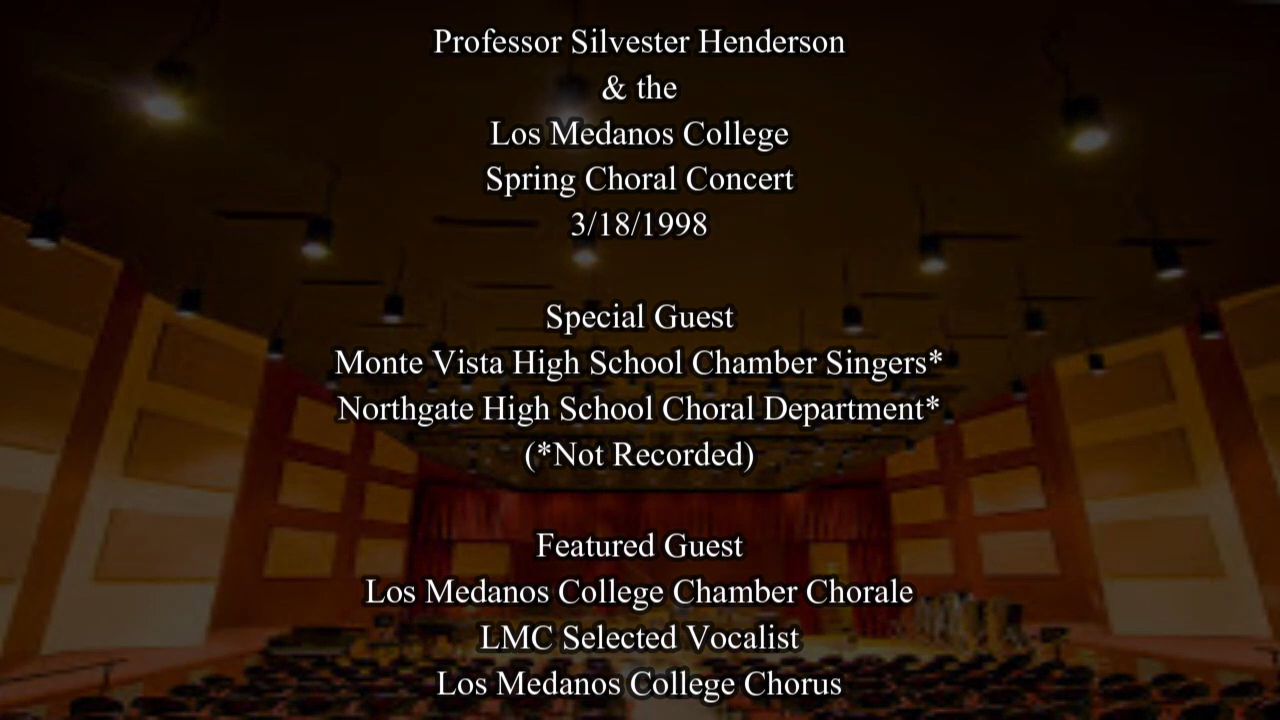 Professor Silvester Henderson
& the
Los Medanos College
Spring Choral Concert
3/18/1998
Special Guest
Monte Vista High School Chamber Singers*
Northgate High School Choral Department*
(*Not Recorded)
Featured Guest
Los Medanos College Chamber Chorale
LMC Selected Vocalist
Los Medanos College Chorus